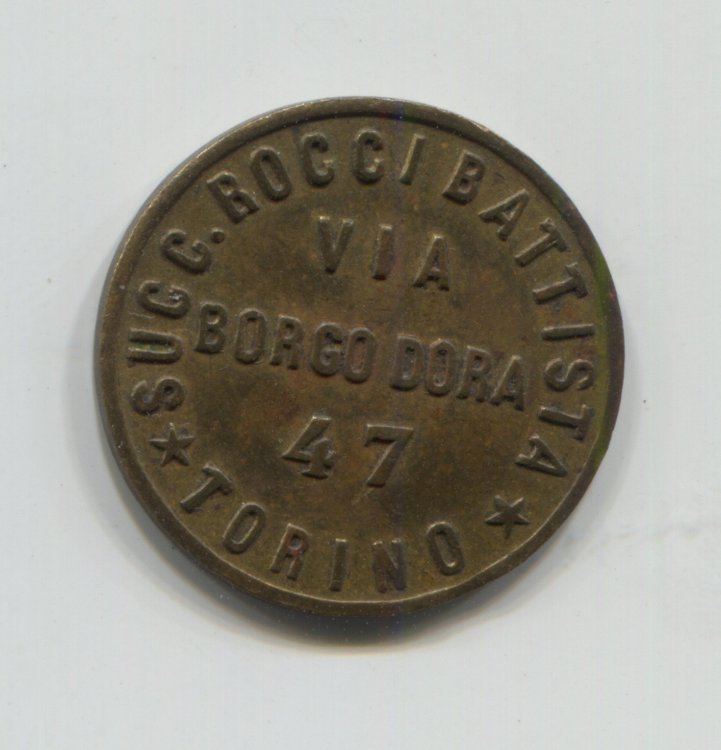 SUCC. ROCCI BATTISTA
VIA
BORGO DORA
47
TORINO